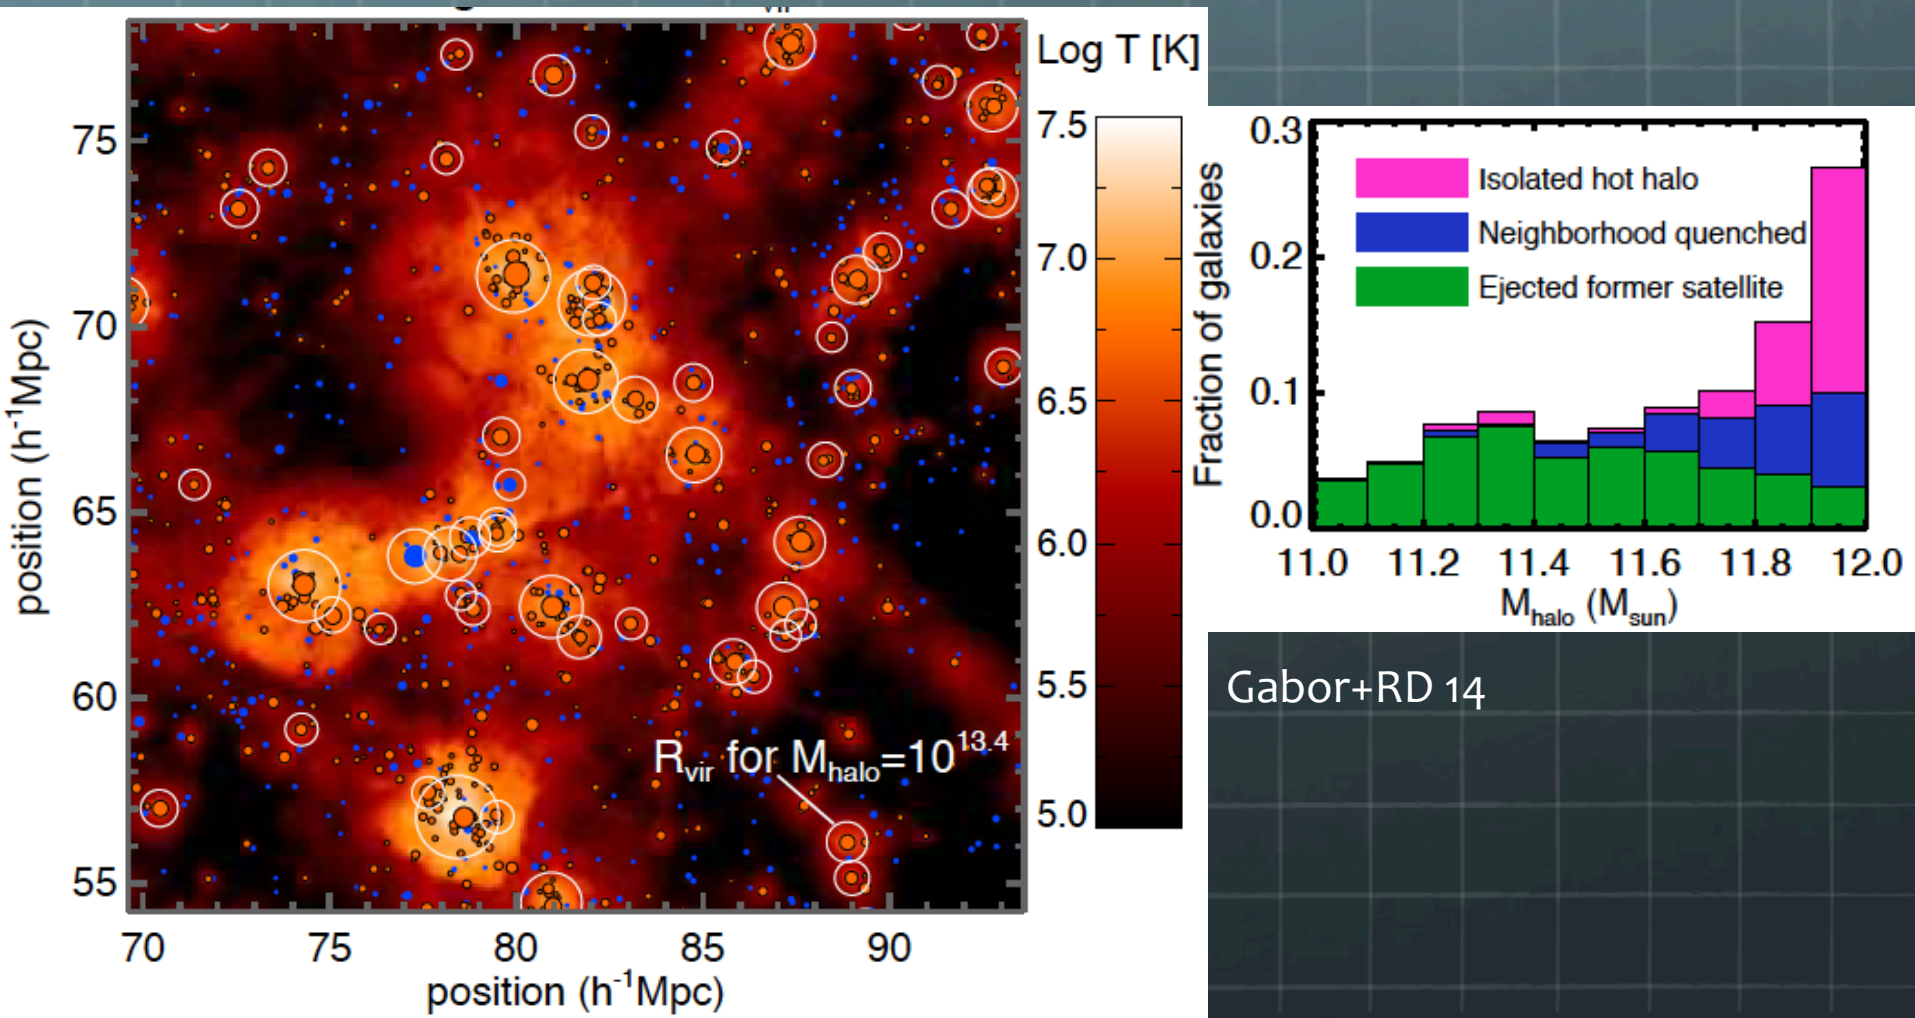 Log T [K]
7.5
7.0
6.5
6.0
5.5
5.0
75
70
65
60
55
position (h⁻¹Mpc)
R_vir for M_halo=10^13.4
70 75 80 85 90
position (h⁻¹Mpc)
0.3
0.2
0.1
0.0
Fraction of galaxies
Isolated hot halo
Neighborhood quenched
Ejected former satellite
11.0 11.2 11.4 11.6 11.8 12.0
M_halo (M_sun)
Gabor+RD 14